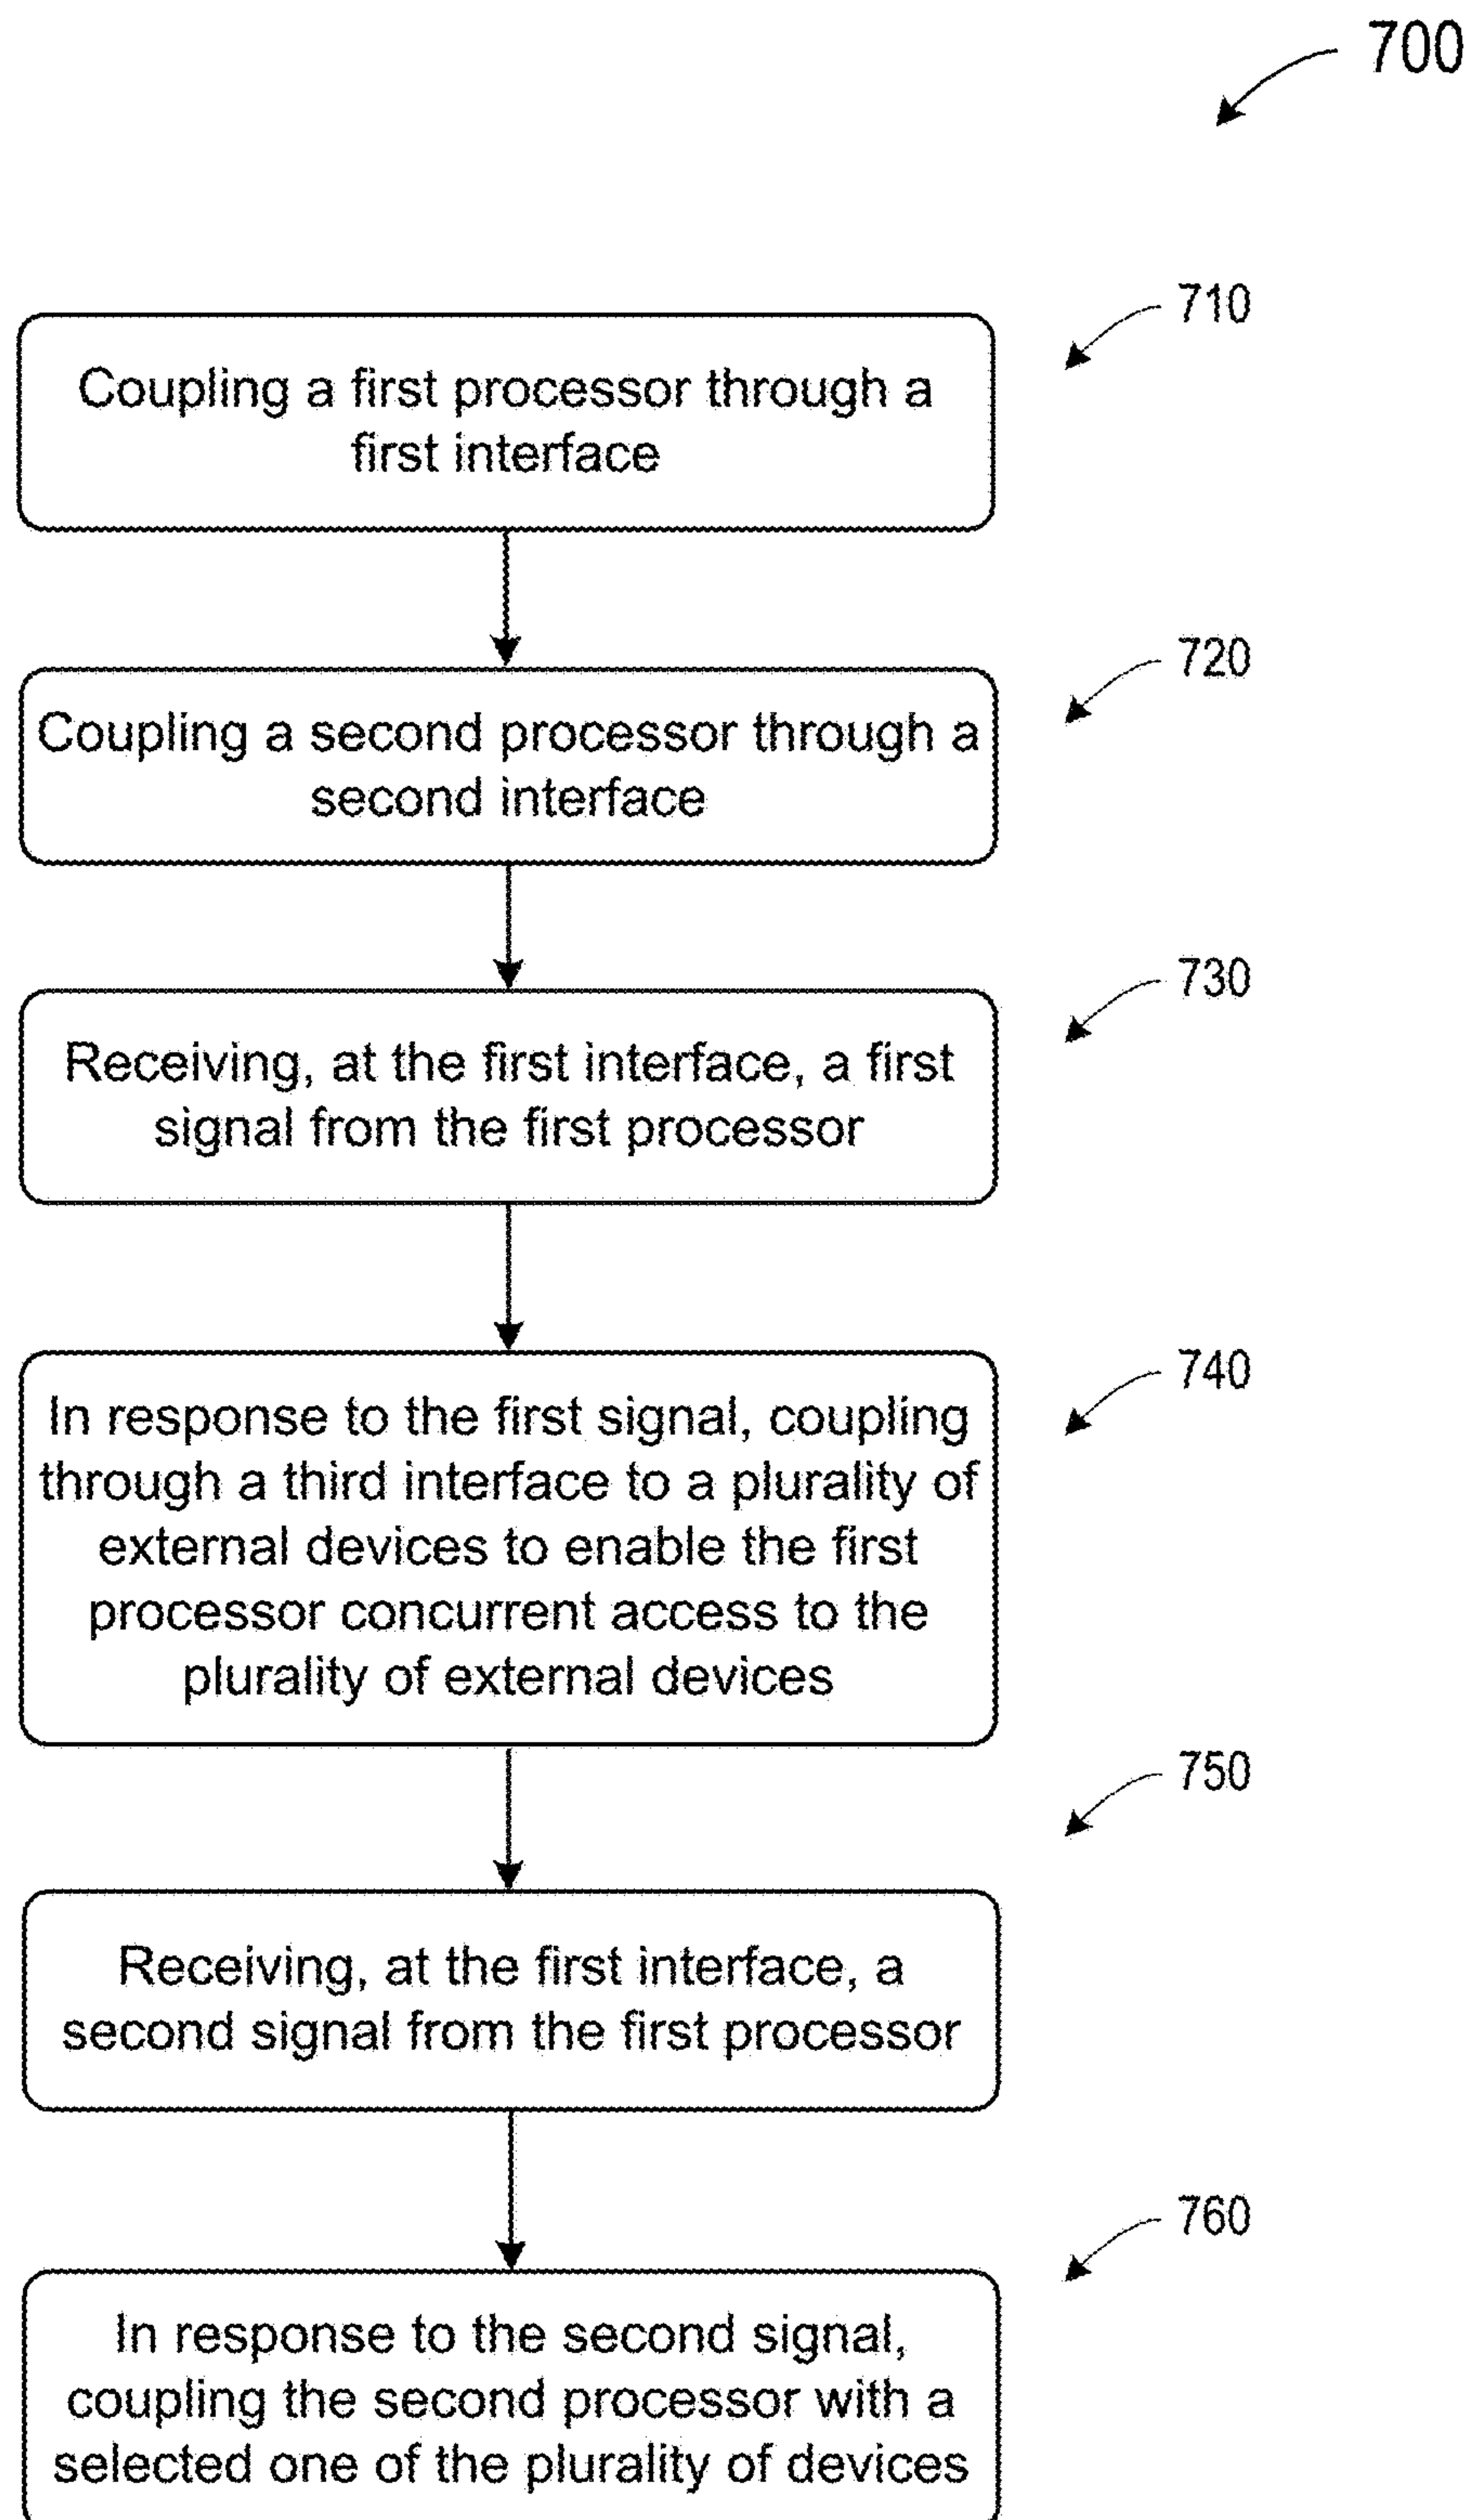 700
710
Coupling a first processor through a
first interface
720
Coupling a second processor through a
second interface
730
Receiving, at the first interface, a first
signal from the first processor
740
In response to the first signal, coupling
through a third interface to a plurality of
external devices to enable the first
processor concurrent access to the
plurality of external devices
750
Receiving, at the first interface, a
second signal from the first processor
760
In response to the second signal,
coupling the second processor with a
selected one of the plurality of devices